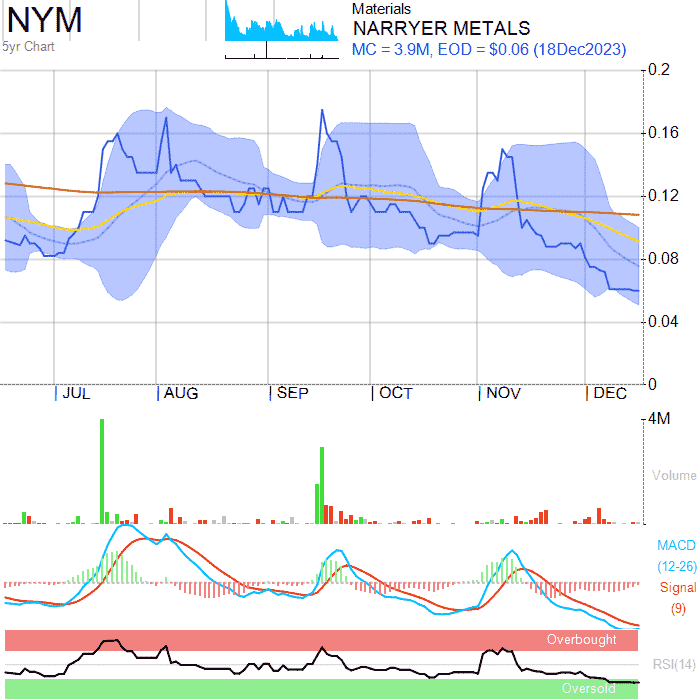 NYM
5yr Chart
Materials
NARRYER METALS
MC = 3.9M, EOD = $0.06 (18Dec2023)
0.2
0.16
0.12
0.08
0.04
0
JUL AUG SEP OCT NOV DEC
4M
Volume
MACD
(12-26)
Signal
(9)
Overbought
RSI(14)
Oversold